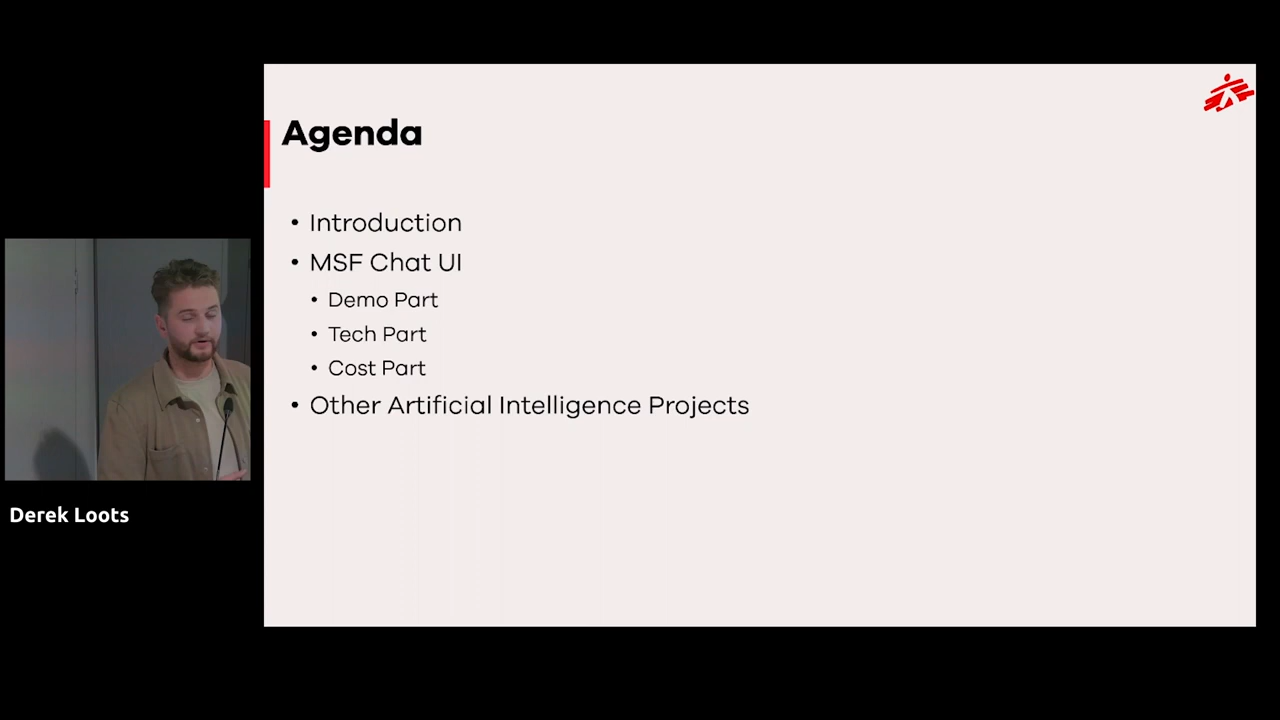 Agenda
• Introduction
• MSF Chat UI
• Demo Part
• Tech Part
• Cost Part
• Other Artificial Intelligence Projects
Derek Loots